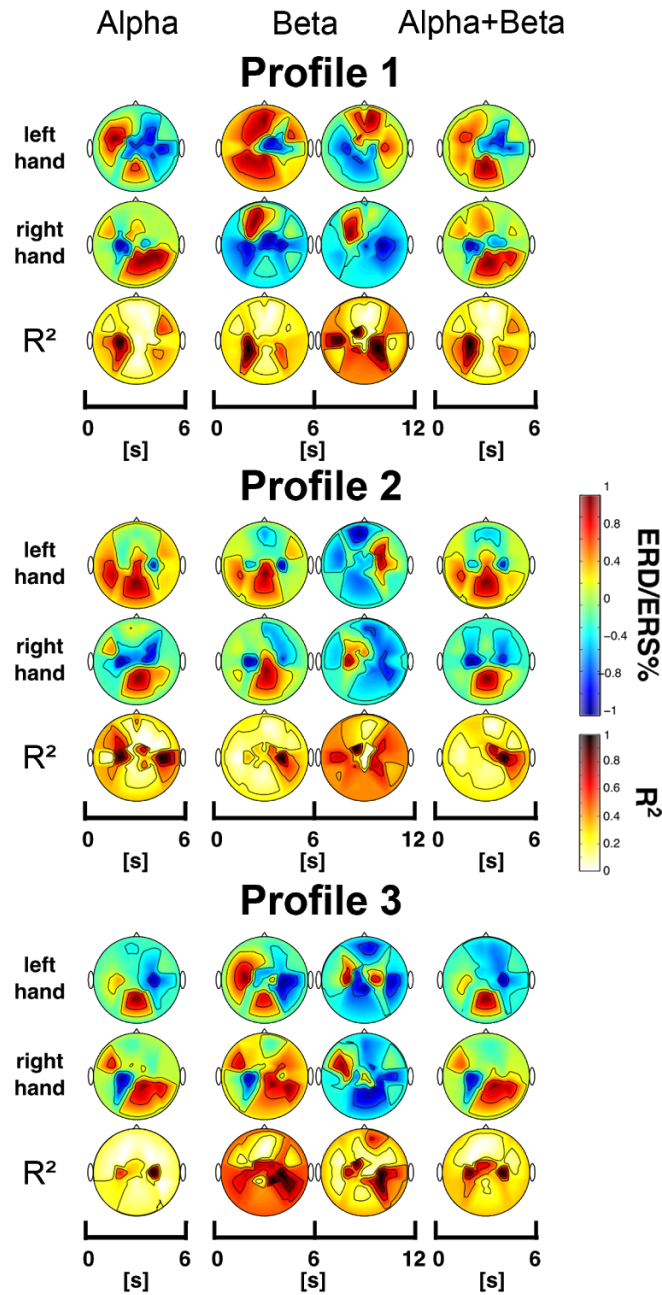 Alpha Beta Alpha+Beta
Profile 1
left
hand
right
hand
R²
0 6 0 6 12 0 6
[s] [s] [s]
Profile 2
left
hand
right
hand
R²
0 6 0 6 12 0 6
[s] [s] [s]
1
0.8
0.4
0
−0.4
−0.8
−1
ERD/ERS%
1
0.8
0.6
0.4
0.2
0
R²
Profile 3
left
hand
right
hand
R²
0 6 0 6 12 0 6
[s] [s] [s]